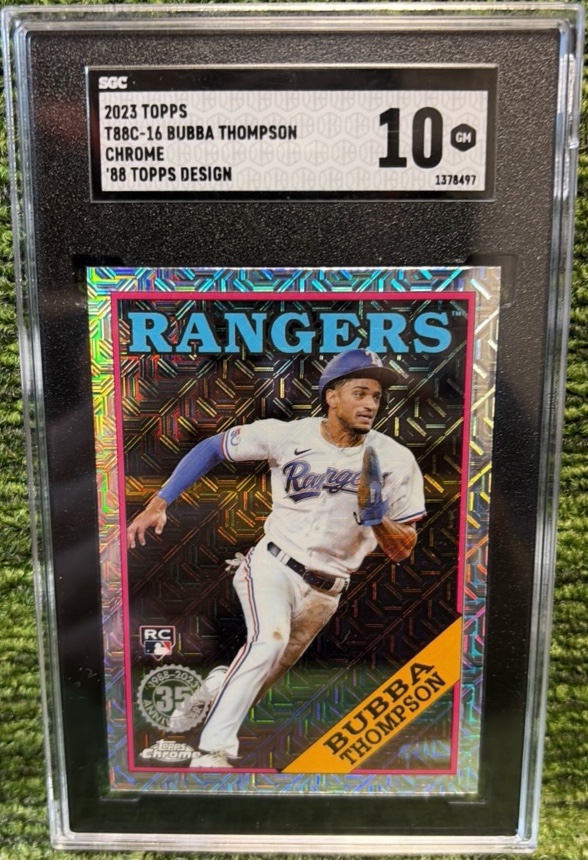 SGC
2023 TOPPS
T88C-16 BUBBA THOMPSON
CHROME
'88 TOPPS DESIGN
10
GM
1378497
RANGERS™
Rangers
RC
35
TOPPS
Chrome
BUBBA
THOMPSON